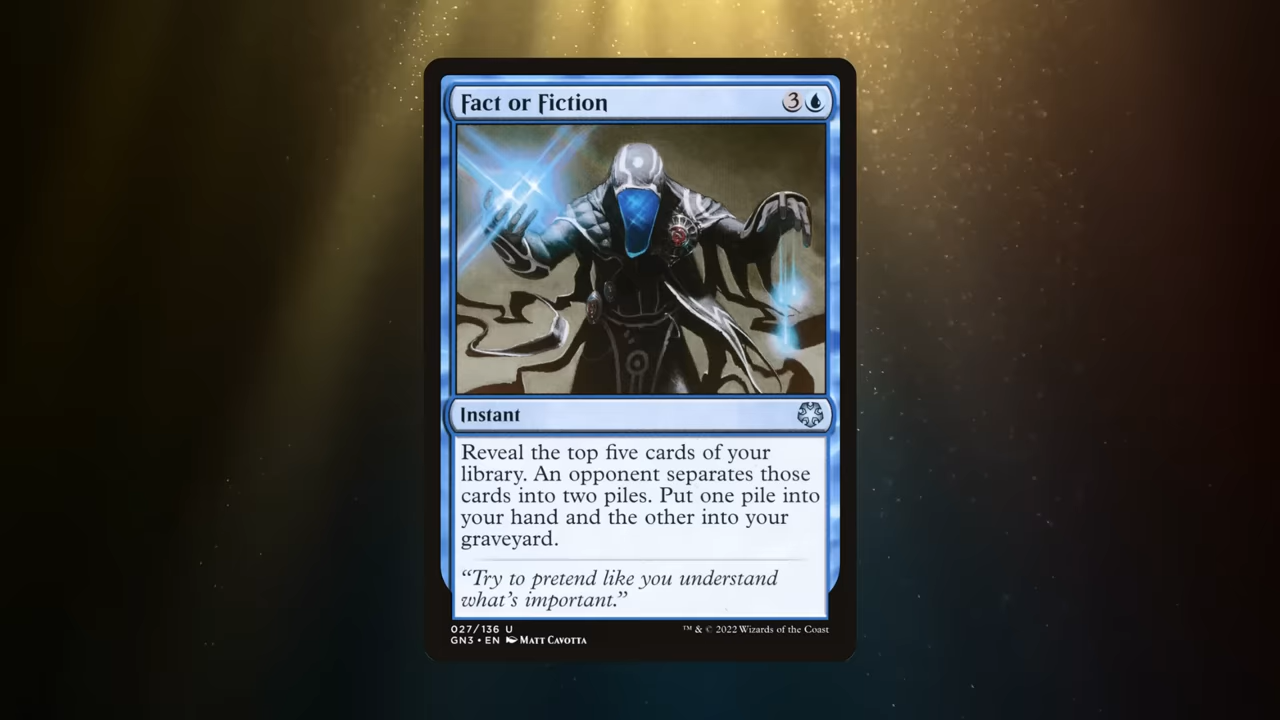 Fact or Fiction 3
Instant
Reveal the top five cards of your
library. An opponent separates those
cards into two piles. Put one pile into
your hand and the other into your
graveyard.
“Try to pretend like you understand
what’s important.”
027/136 U
GN3 • EN Matt Cavotta
™ & © 2022 Wizards of the Coast